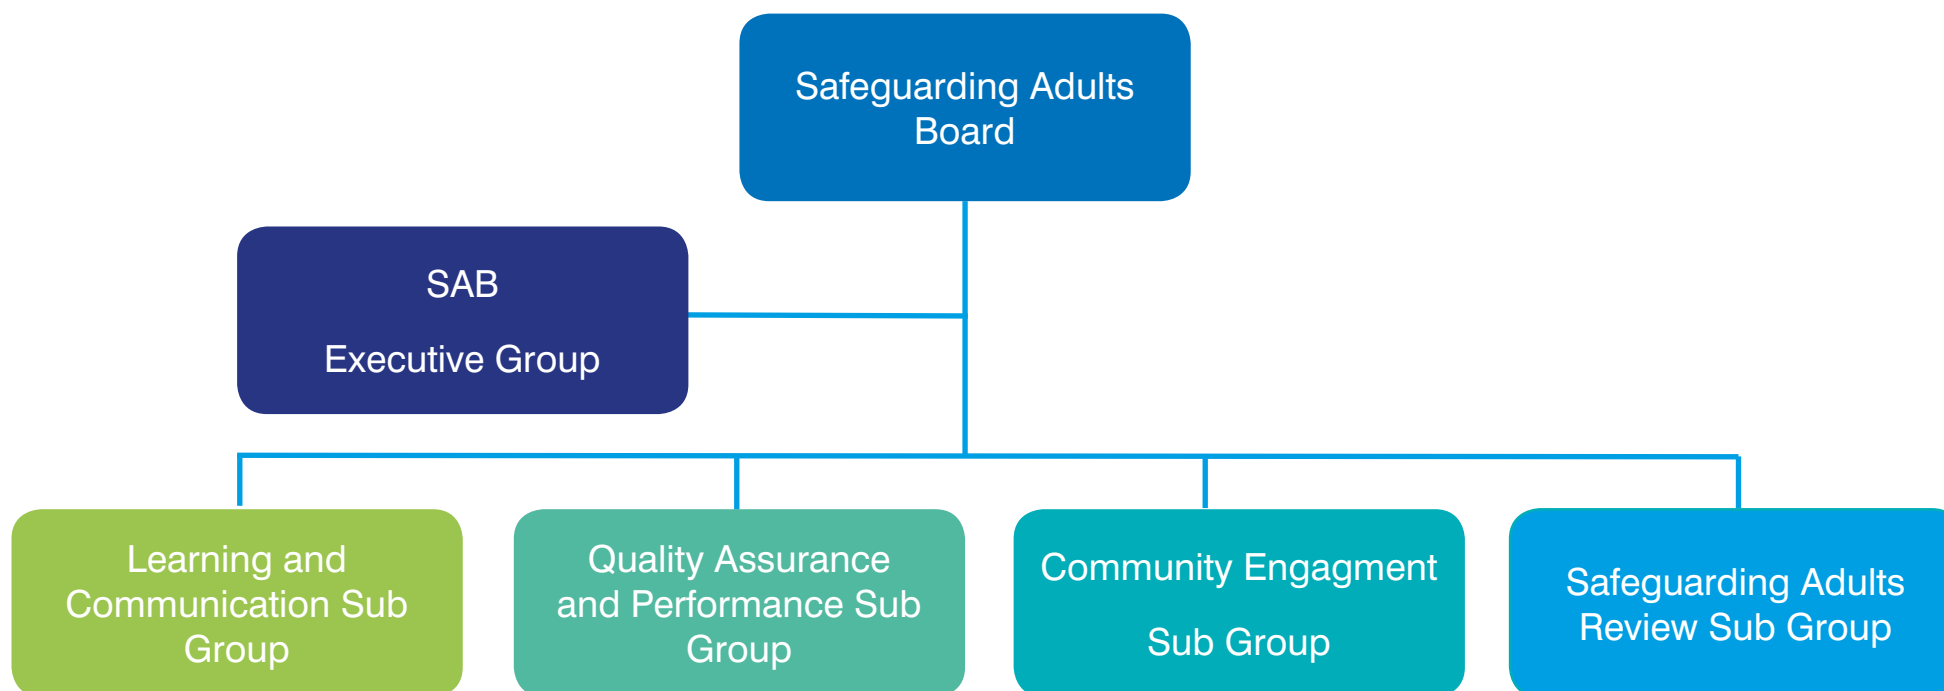 Safeguarding Adults
Board
SAB
Executive Group
Learning and
Communication Sub
Group
Quality Assurance
and Performance Sub
Group
Community Engagment
Sub Group
Safeguarding Adults
Review Sub Group